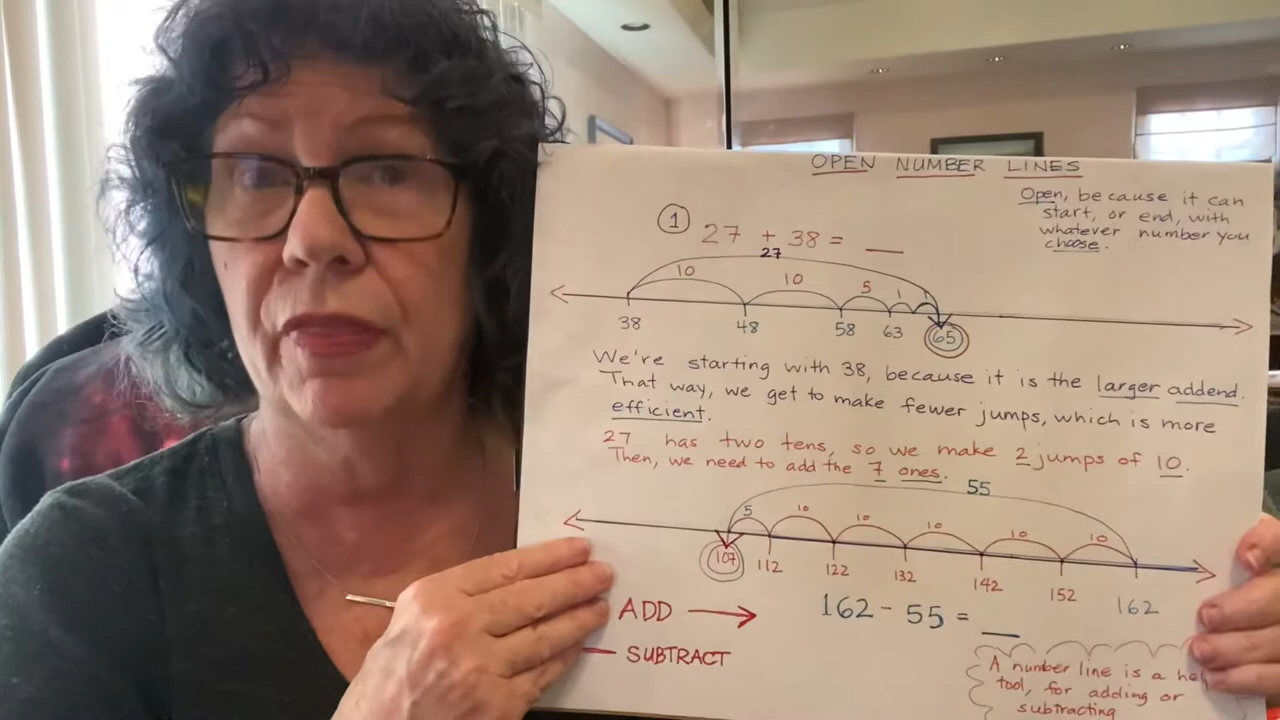 OPEN NUMBER LINES
Open, because it can
start, or end, with
whatever number you
choose.
1 27 + 38 = __
27
10 10 5 1 1
38 48 58 63 65
We're starting with 38, because it is the larger addend.
That way, we get to make fewer jumps, which is more
efficient.
27 has two tens, so we make 2 jumps of 10.
Then, we need to add the 7 ones.
55
5 10 10 10 10 10
107 112 122 132 142 152 162
162 - 55 = __
ADD
SUBTRACT
A number line is a
tool, for adding or
subtracting